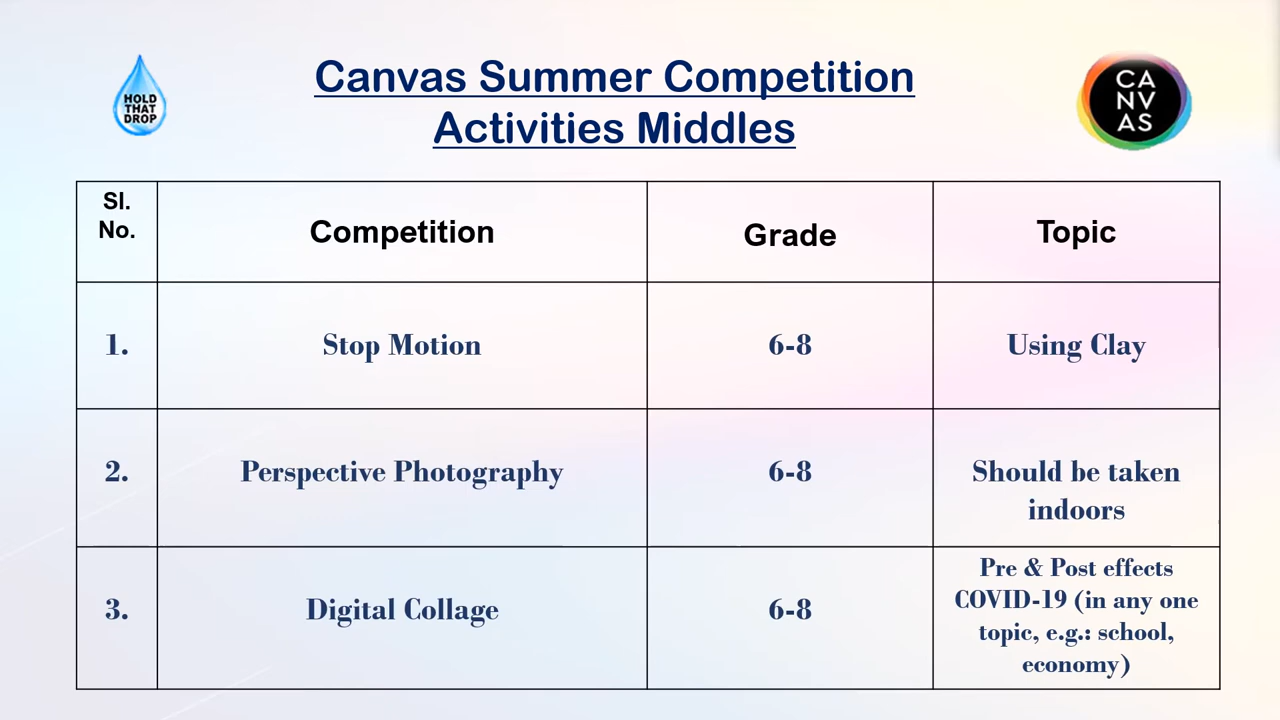 Canvas Summer Competition
Activities Middles
HOLD
THAT
DROP
CA
NV
AS
Sl.
No.
Competition
Grade
Topic
1.
Stop Motion
6-8
Using Clay
2.
Perspective Photography
6-8
Should be taken
indoors
3.
Digital Collage
6-8
Pre & Post effects
COVID-19 (in any one
topic, e.g.: school,
economy)